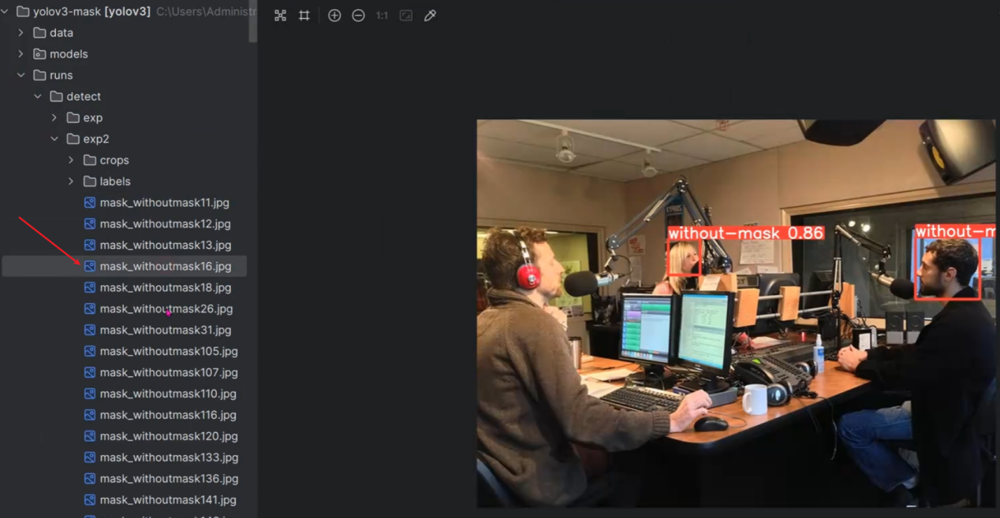 yolov3-mask [yolov3] C:\Users\Administr
data
models
runs
detect
exp
exp2
crops
labels
mask_withoutmask11.jpg
mask_withoutmask12.jpg
mask_withoutmask13.jpg
mask_withoutmask16.jpg
mask_withoutmask18.jpg
mask_withoutmask26.jpg
mask_withoutmask31.jpg
mask_withoutmask105.jpg
mask_withoutmask107.jpg
mask_withoutmask110.jpg
mask_withoutmask116.jpg
mask_withoutmask120.jpg
mask_withoutmask133.jpg
mask_withoutmask136.jpg
mask_withoutmask141.jpg
1:1
without-mask 0.86
without-m